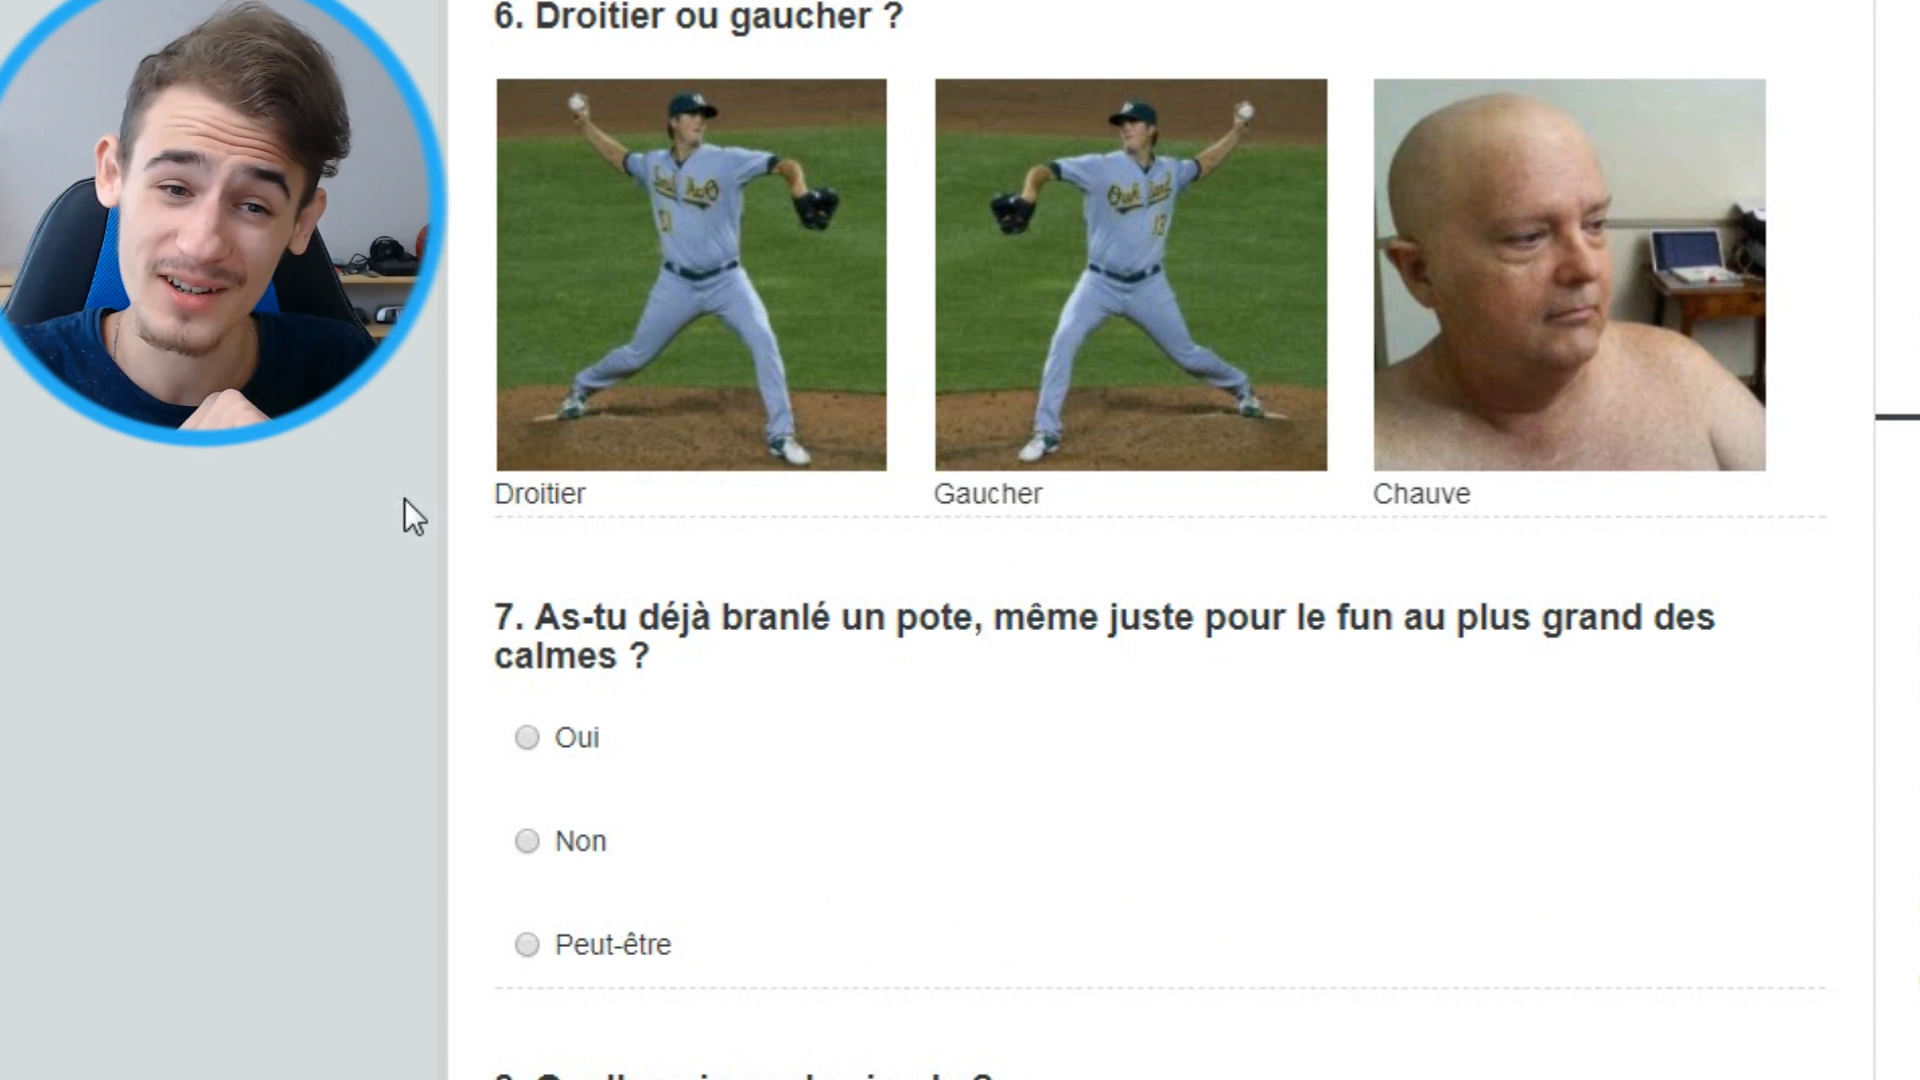 6. Droitier ou gaucher ?
Droitier
Gaucher
Chauve
7. As-tu déjà branlé un pote, même juste pour le fun au plus grand des
calmes ?
Oui
Non
Peut-être